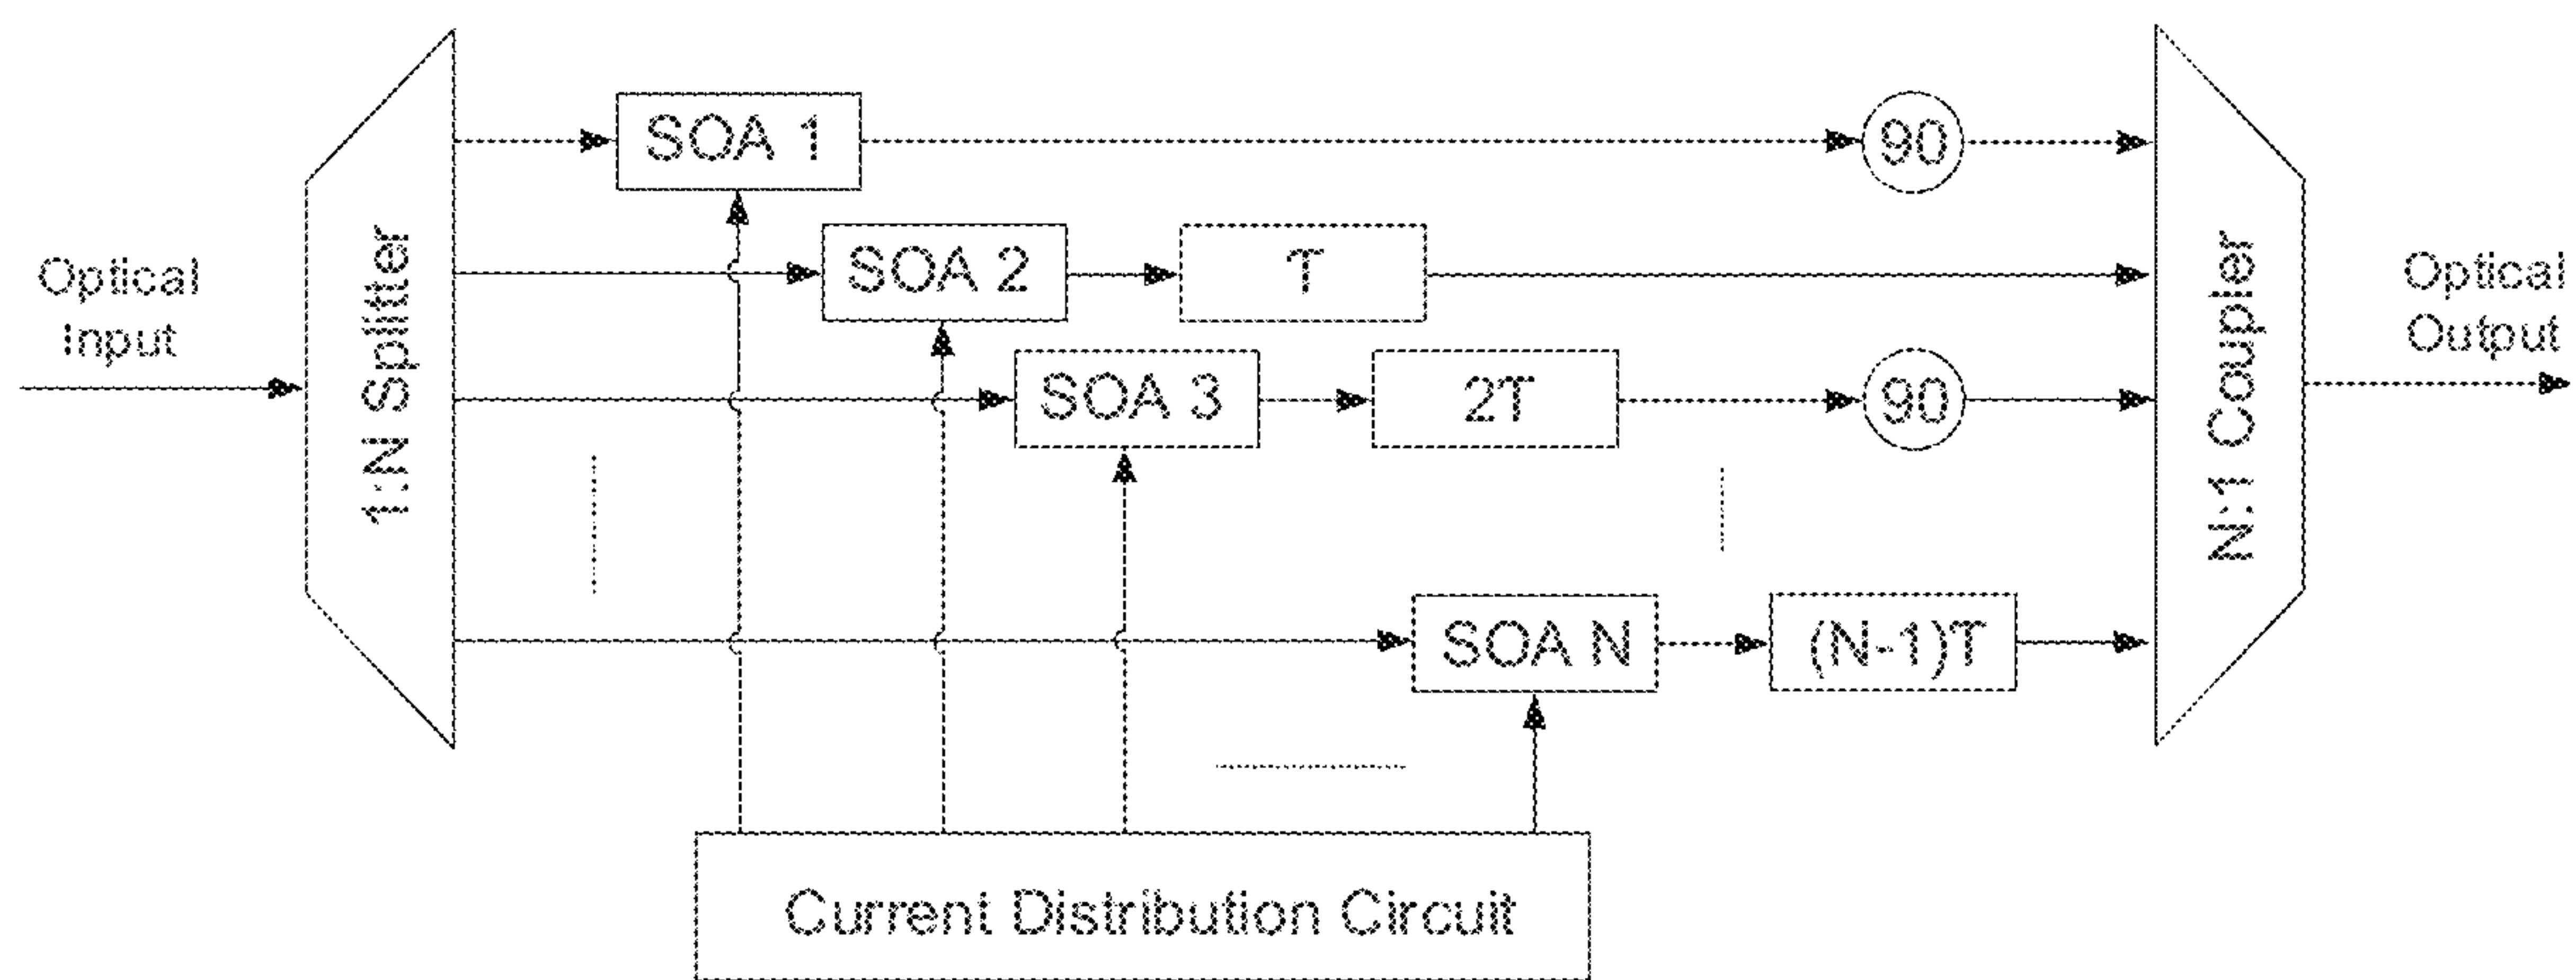 Optical
Input
1:N Splitter
SOA 1
90
SOA 2
T
SOA 3
2T
90
SOA N
(N-1)T
N:1 Coupler
Optical
Output
Current Distribution Circuit